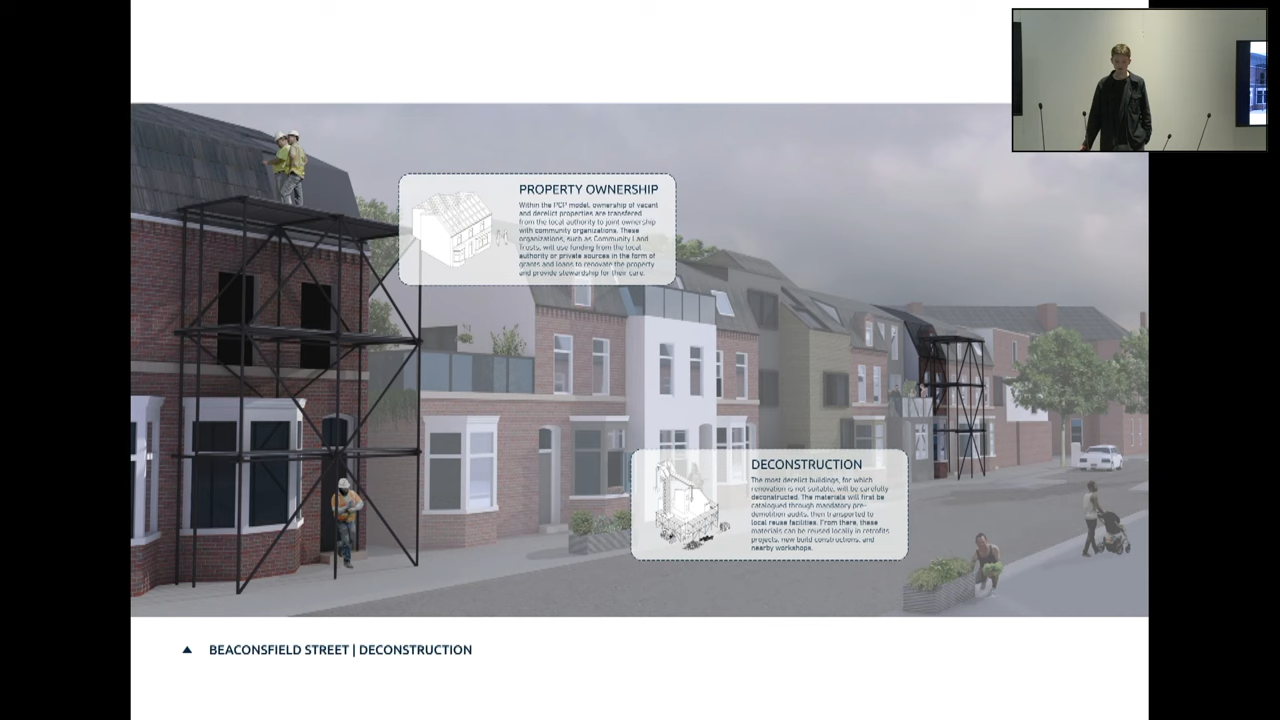 PROPERTY OWNERSHIP
Within the PCP model, ownership of vacant
and derelict properties are transfered
from the local authority to joint ownership
with community organizations. These
organizations, such as Community Land
Trusts, will use funding from the local
authority or private sources in the form of
grants and loans to renovate the property
and provide stewardship for their care.
DECONSTRUCTION
The most derelict buildings, for which
renovation is not suitable, will be carefully
deconstructed. The materials will first be
catalogued through mandatory pre-
demolition audits, then transported to
local reuse facilities. From there, these
materials can be reused locally in retrofits
projects, new build constructions, and
nearby workshops.
BEACONSFIELD STREET | DECONSTRUCTION